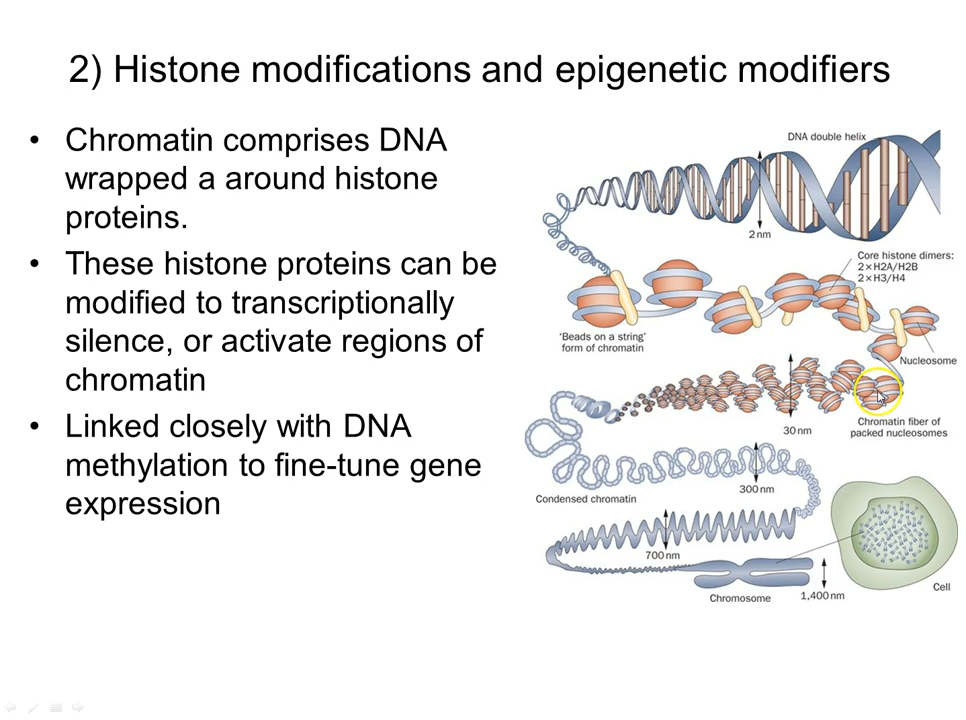 2) Histone modifications and epigenetic modifiers
• Chromatin comprises DNA
wrapped a around histone
proteins.
• These histone proteins can be
modified to transcriptionally
silence, or activate regions of
chromatin
• Linked closely with DNA
methylation to fine-tune gene
expression
DNA double helix
2 nm
Core histone dimers:
2×H2A/H2B
2×H3/H4
'Beads on a string'
form of chromatin
Nucleosome
30 nm
Chromatin fiber of
packed nucleosomes
300 nm
Condensed chromatin
700 nm
Chromosome
1,400 nm
Cell